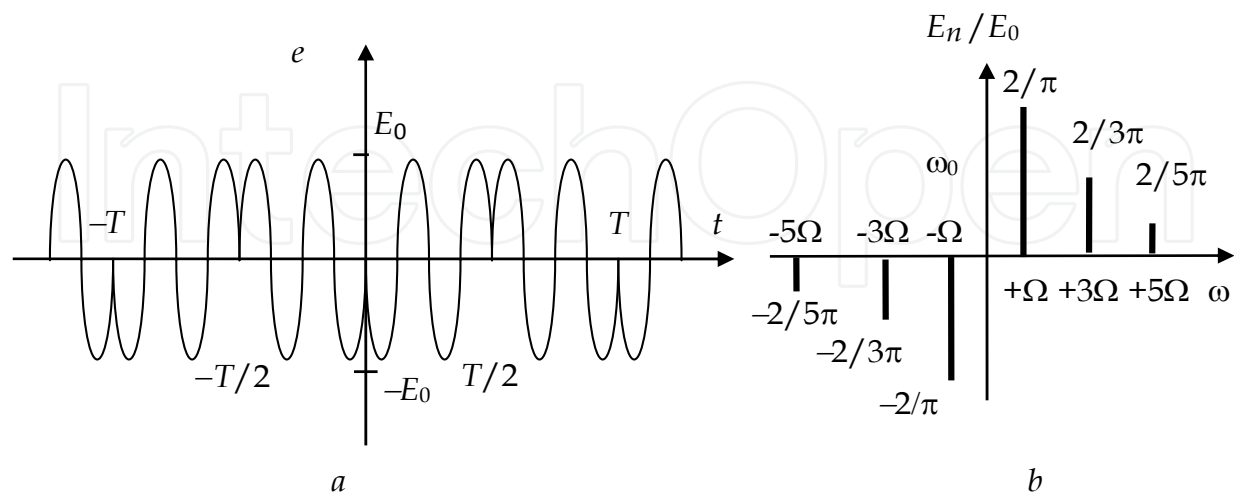 e
E₀
–T
T
t
–T/2
–E₀
T/2
a
Eₙ/E₀
2/π
2/3π
2/5π
ω₀
-5Ω -3Ω -Ω
+Ω +3Ω +5Ω ω
–2/5π
–2/3π
–2/π
b
IntechOpen